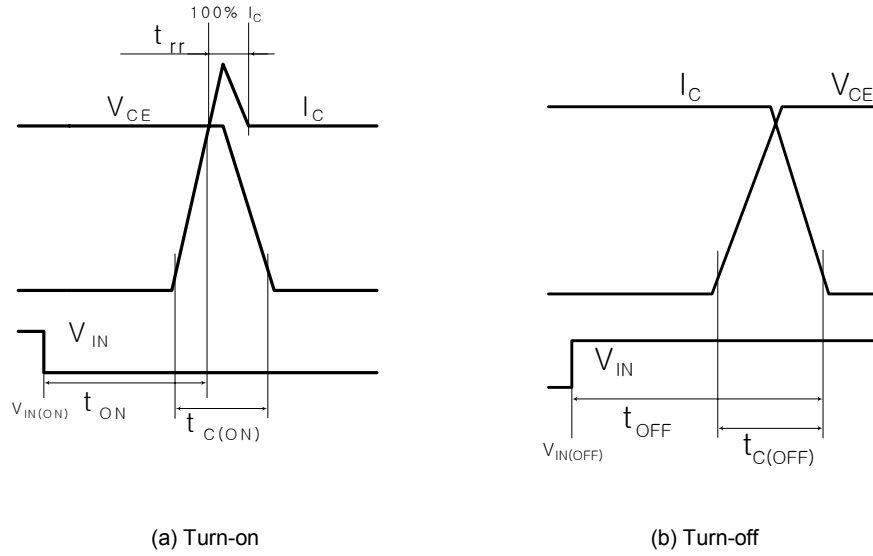 100% I_C
t_rr
V_CE
I_C
V_IN
V_IN(ON)
t_ON
t_C(ON)
(a) Turn-on
I_C
V_CE
V_IN
V_IN(OFF)
t_OFF
t_C(OFF)
(b) Turn-off